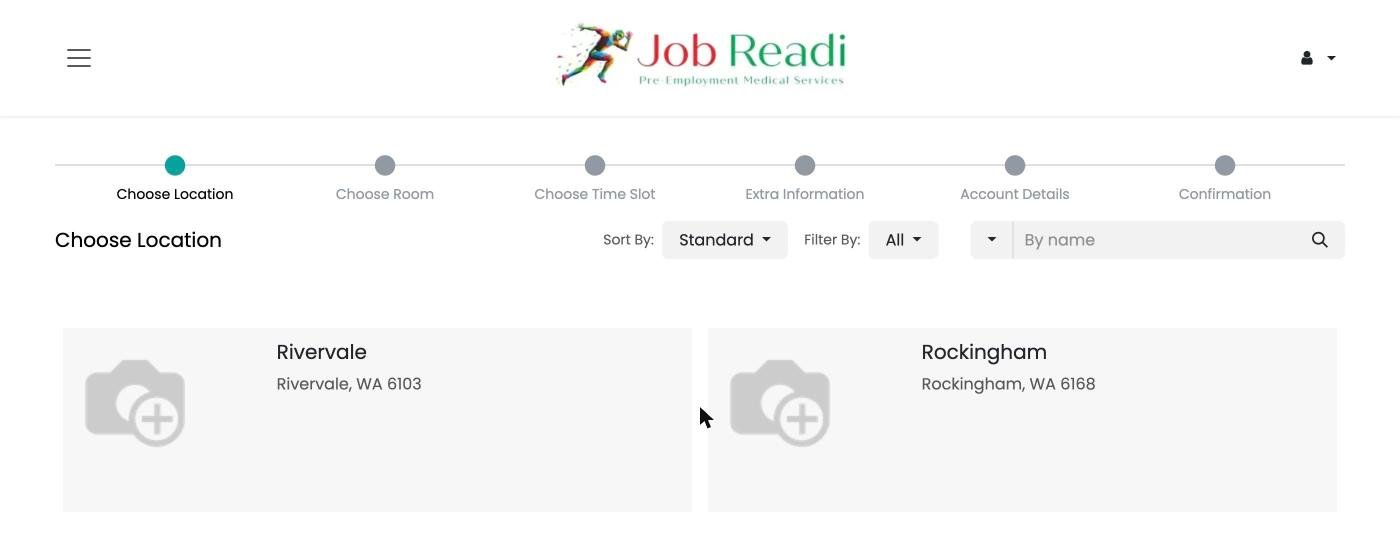 Job Readi
Pre-Employment Medical Services
Choose Location
Choose Room
Choose Time Slot
Extra Information
Account Details
Confirmation
Choose Location
Sort By: Standard
Filter By: All
By name
Rivervale
Rivervale, WA 6103
Rockingham
Rockingham, WA 6168